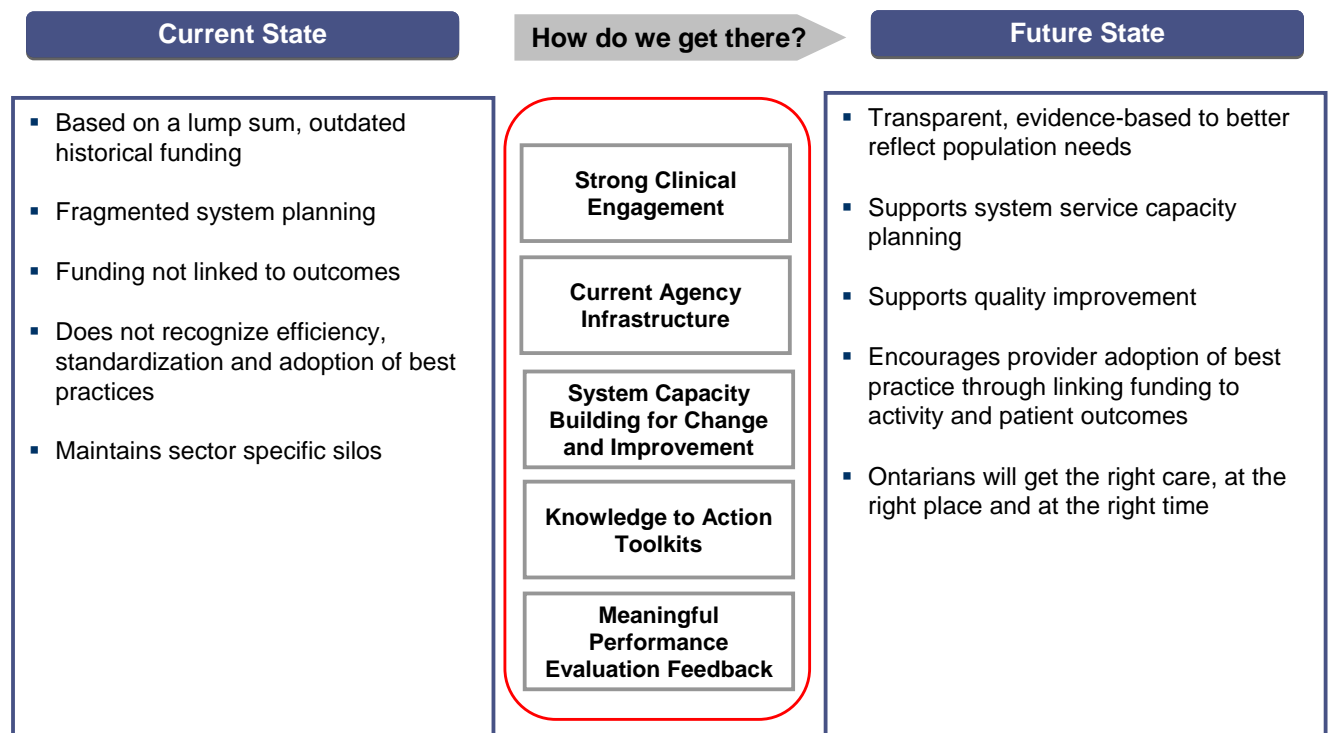 Current State
How do we get there?
Future State
▪ Based on a lump sum, outdated
historical funding
▪ Fragmented system planning
▪ Funding not linked to outcomes
▪ Does not recognize efficiency,
standardization and adoption of best
practices
▪ Maintains sector specific silos
Strong Clinical
Engagement
Current Agency
Infrastructure
System Capacity
Building for Change
and Improvement
Knowledge to Action
Toolkits
Meaningful
Performance
Evaluation Feedback
▪ Transparent, evidence-based to better
reflect population needs
▪ Supports system service capacity
planning
▪ Supports quality improvement
▪ Encourages provider adoption of best
practice through linking funding to
activity and patient outcomes
▪ Ontarians will get the right care, at the
right place and at the right time